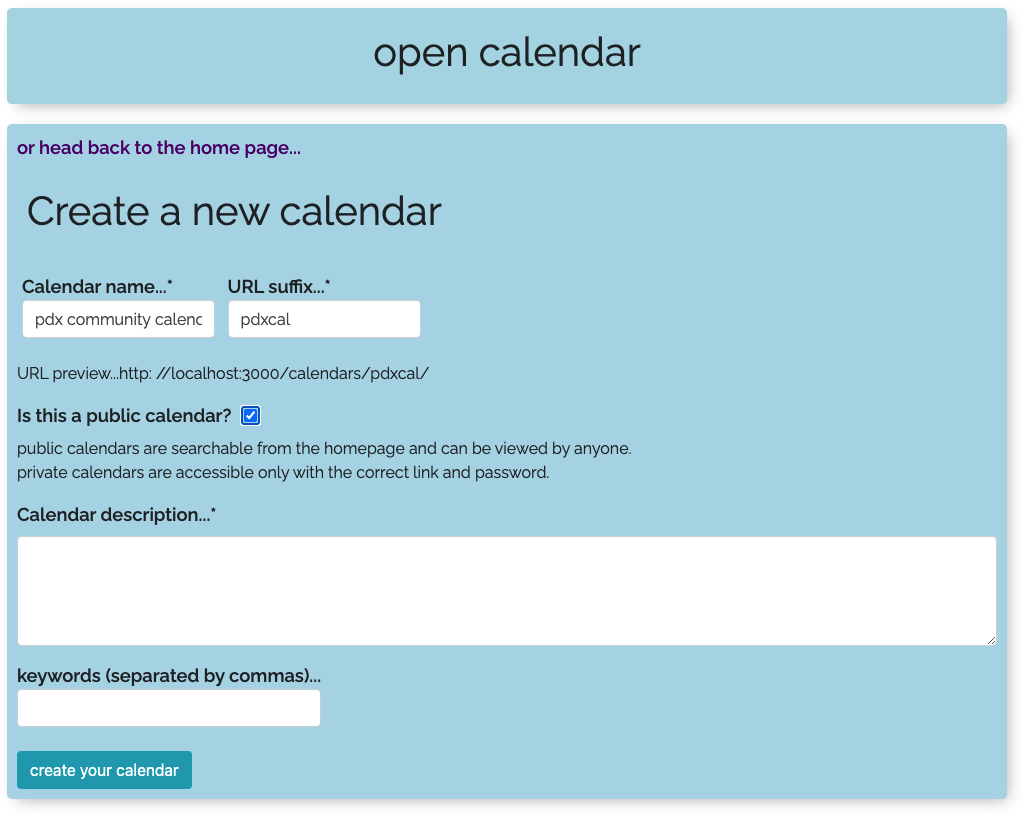 open calendar
or head back to the home page...
Create a new calendar
Calendar name...* URL suffix...*
pdx community calenc pdxcal
URL preview...http: //localhost:3000/calendars/pdxcal/
Is this a public calendar?
public calendars are searchable from the homepage and can be viewed by anyone.
private calendars are accessible only with the correct link and password.
Calendar description...*
keywords (separated by commas)...
create your calendar